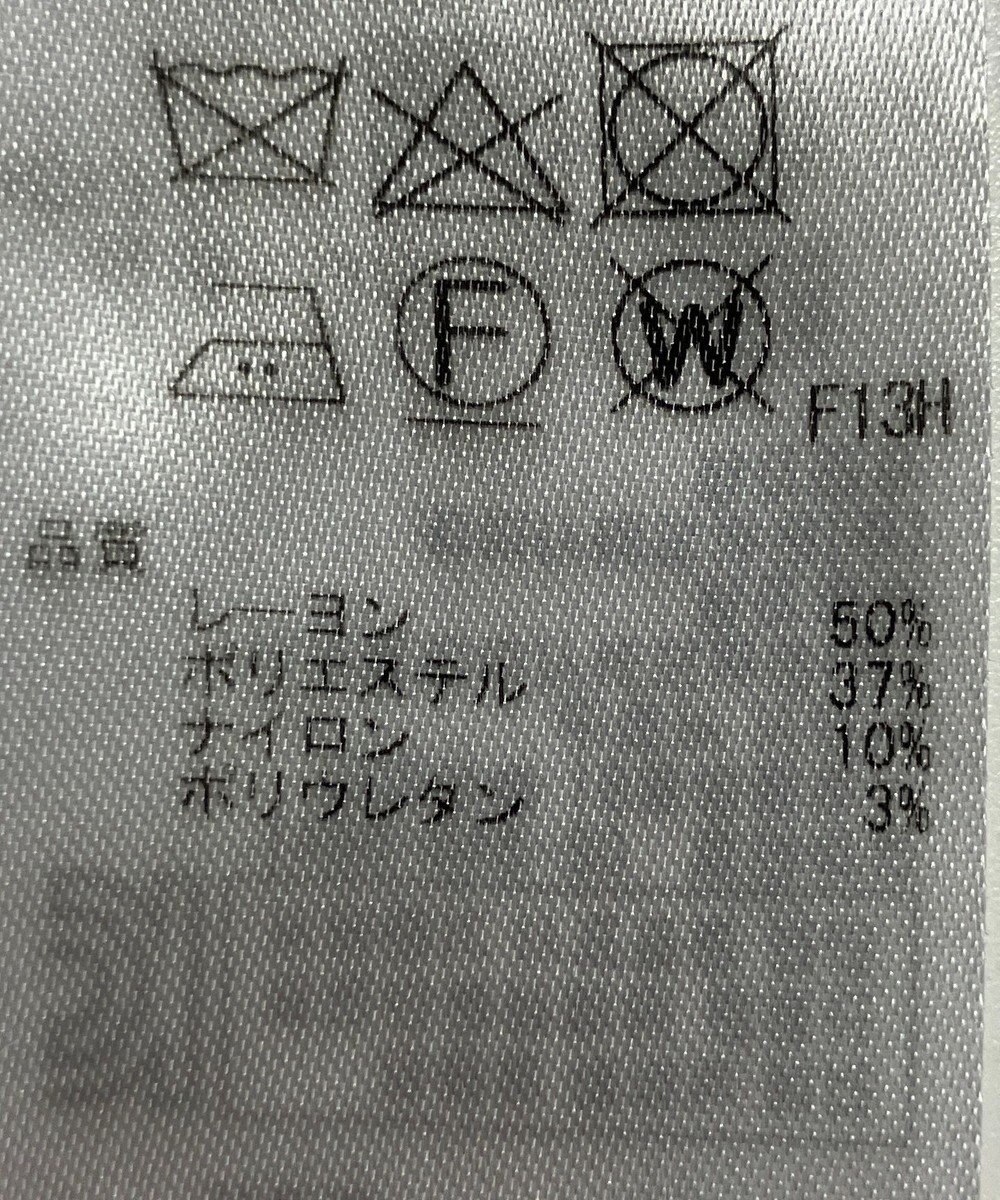 F W
F13H
品質
レーヨン 50%
ポリエステル 37%
ナイロン 10%
ポリウレタン 3%